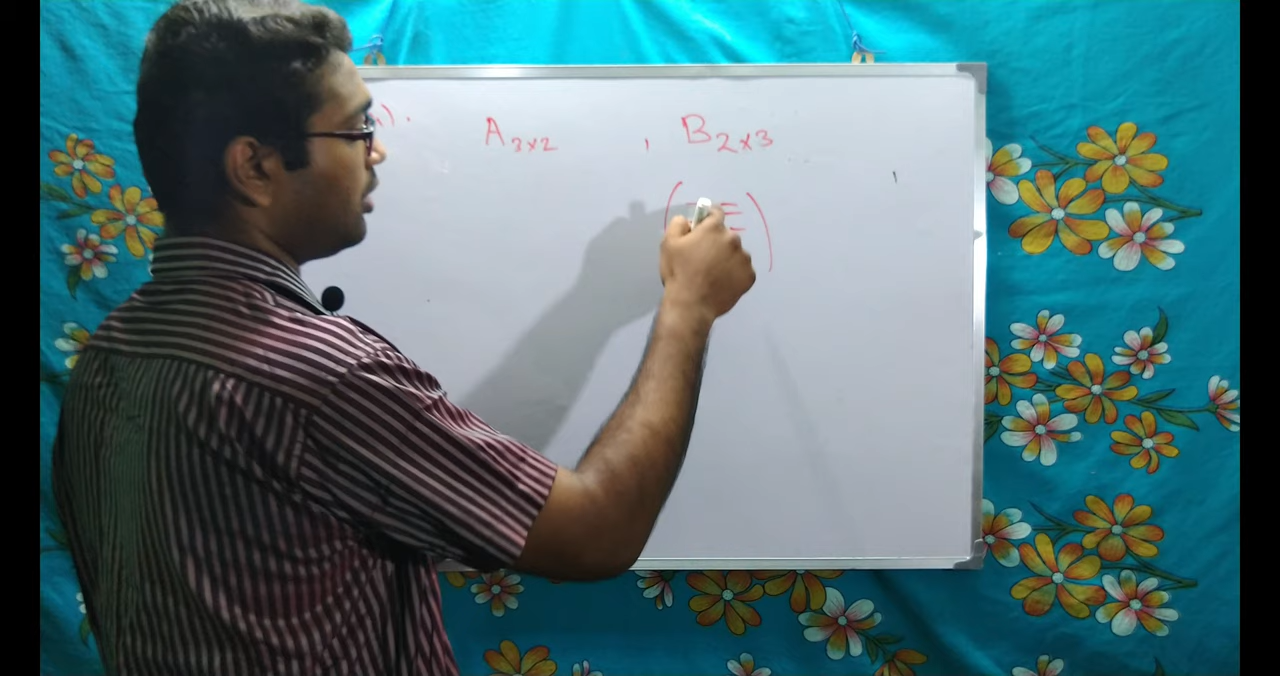 i).
A₃ₓ₂ , B₂ₓ₃
( )